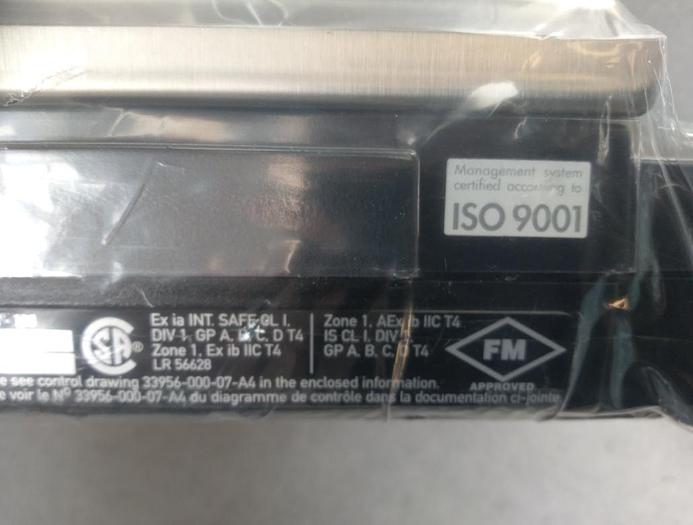 Management system
certified according to
ISO 9001
Ex ia INT. SAFE CL I,
DIV 1, GP A, B, C, D T4
Zone 1, Ex ib IIC T4
LR 56628
Zone 1, AEx ib IIC T4
IS CL I, DIV 1
GP A, B, C, D T4
SA®
FM
APPROVED
e see control drawing 33956-000-07-A4 in the enclosed information.
e voir le Nº 33956-000-07-A4 du diagramme de contrôle dans la documentation ci-jointe